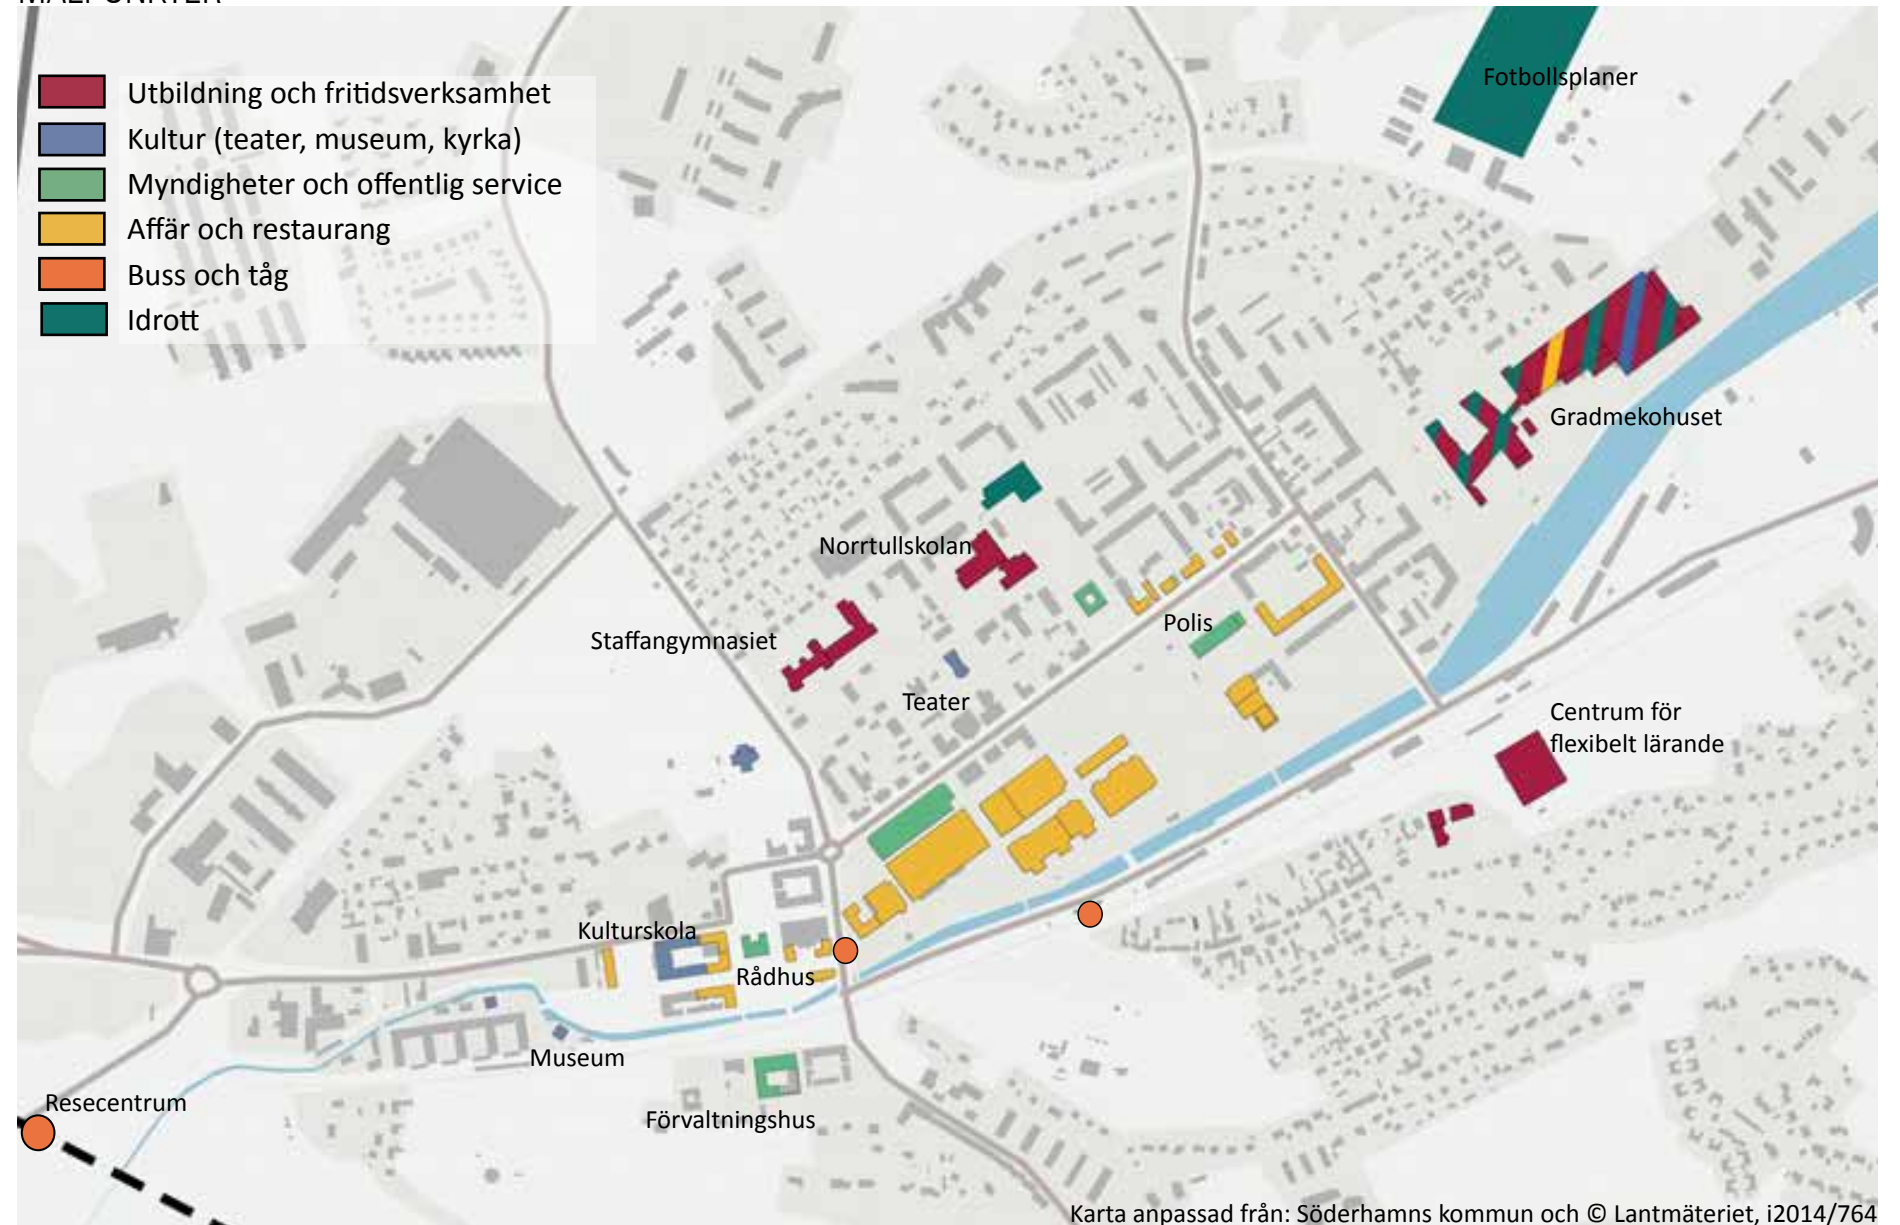 MÅLPUNKTER
Utbildning och fritidsverksamhet
Kultur (teater, museum, kyrka)
Myndigheter och offentlig service
Affär och restaurang
Buss och tåg
Idrott
Fotbollsplaner
Gradmekohuset
Norrtullskolan
Staffangymnasiet
Polis
Teater
Centrum för
flexibelt lärande
Kulturskola
Rådhus
Museum
Resecentrum
Förvaltningshus
Karta anpassad från: Söderhamns kommun och © Lantmäteriet, i2014/764